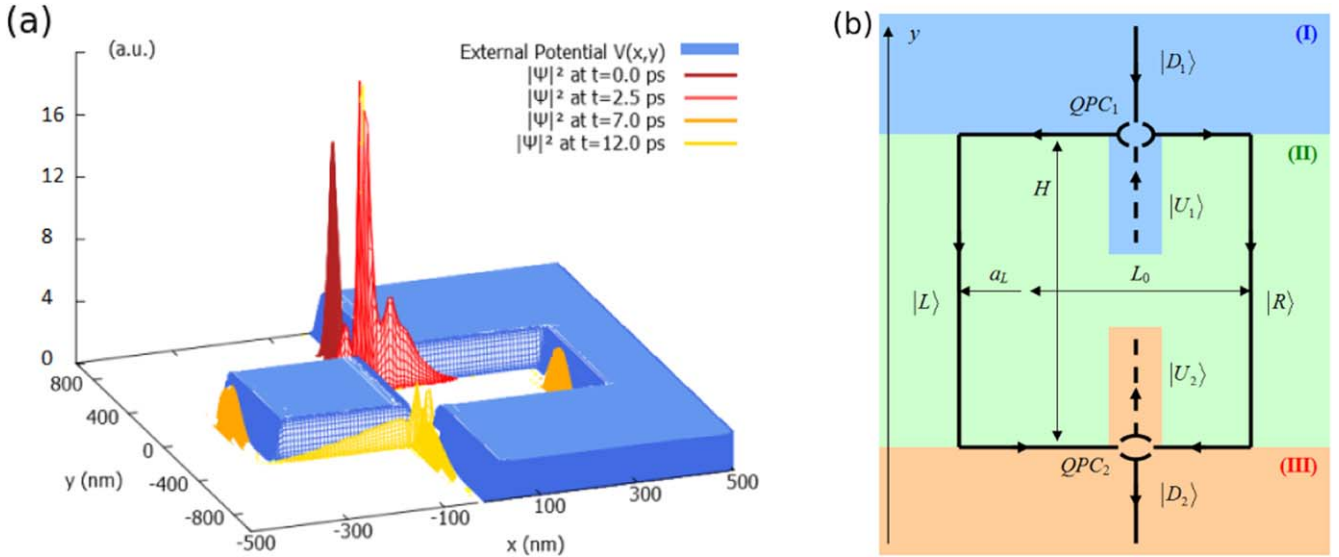 (a)
(a.u.)
External Potential V(x,y)
|Ψ|² at t=0.0 ps
|Ψ|² at t=2.5 ps
|Ψ|² at t=7.0 ps
|Ψ|² at t=12.0 ps
16
12
8
4
0
800
400
0
-400
-800
y (nm)
-500
-300
-100
100
300
500
x (nm)
(b)
y
(I)
|D₁⟩
QPC₁
(II)
H
|U₁⟩
a_L
L₀
|L⟩
|R⟩
|U₂⟩
QPC₂
(III)
|D₂⟩